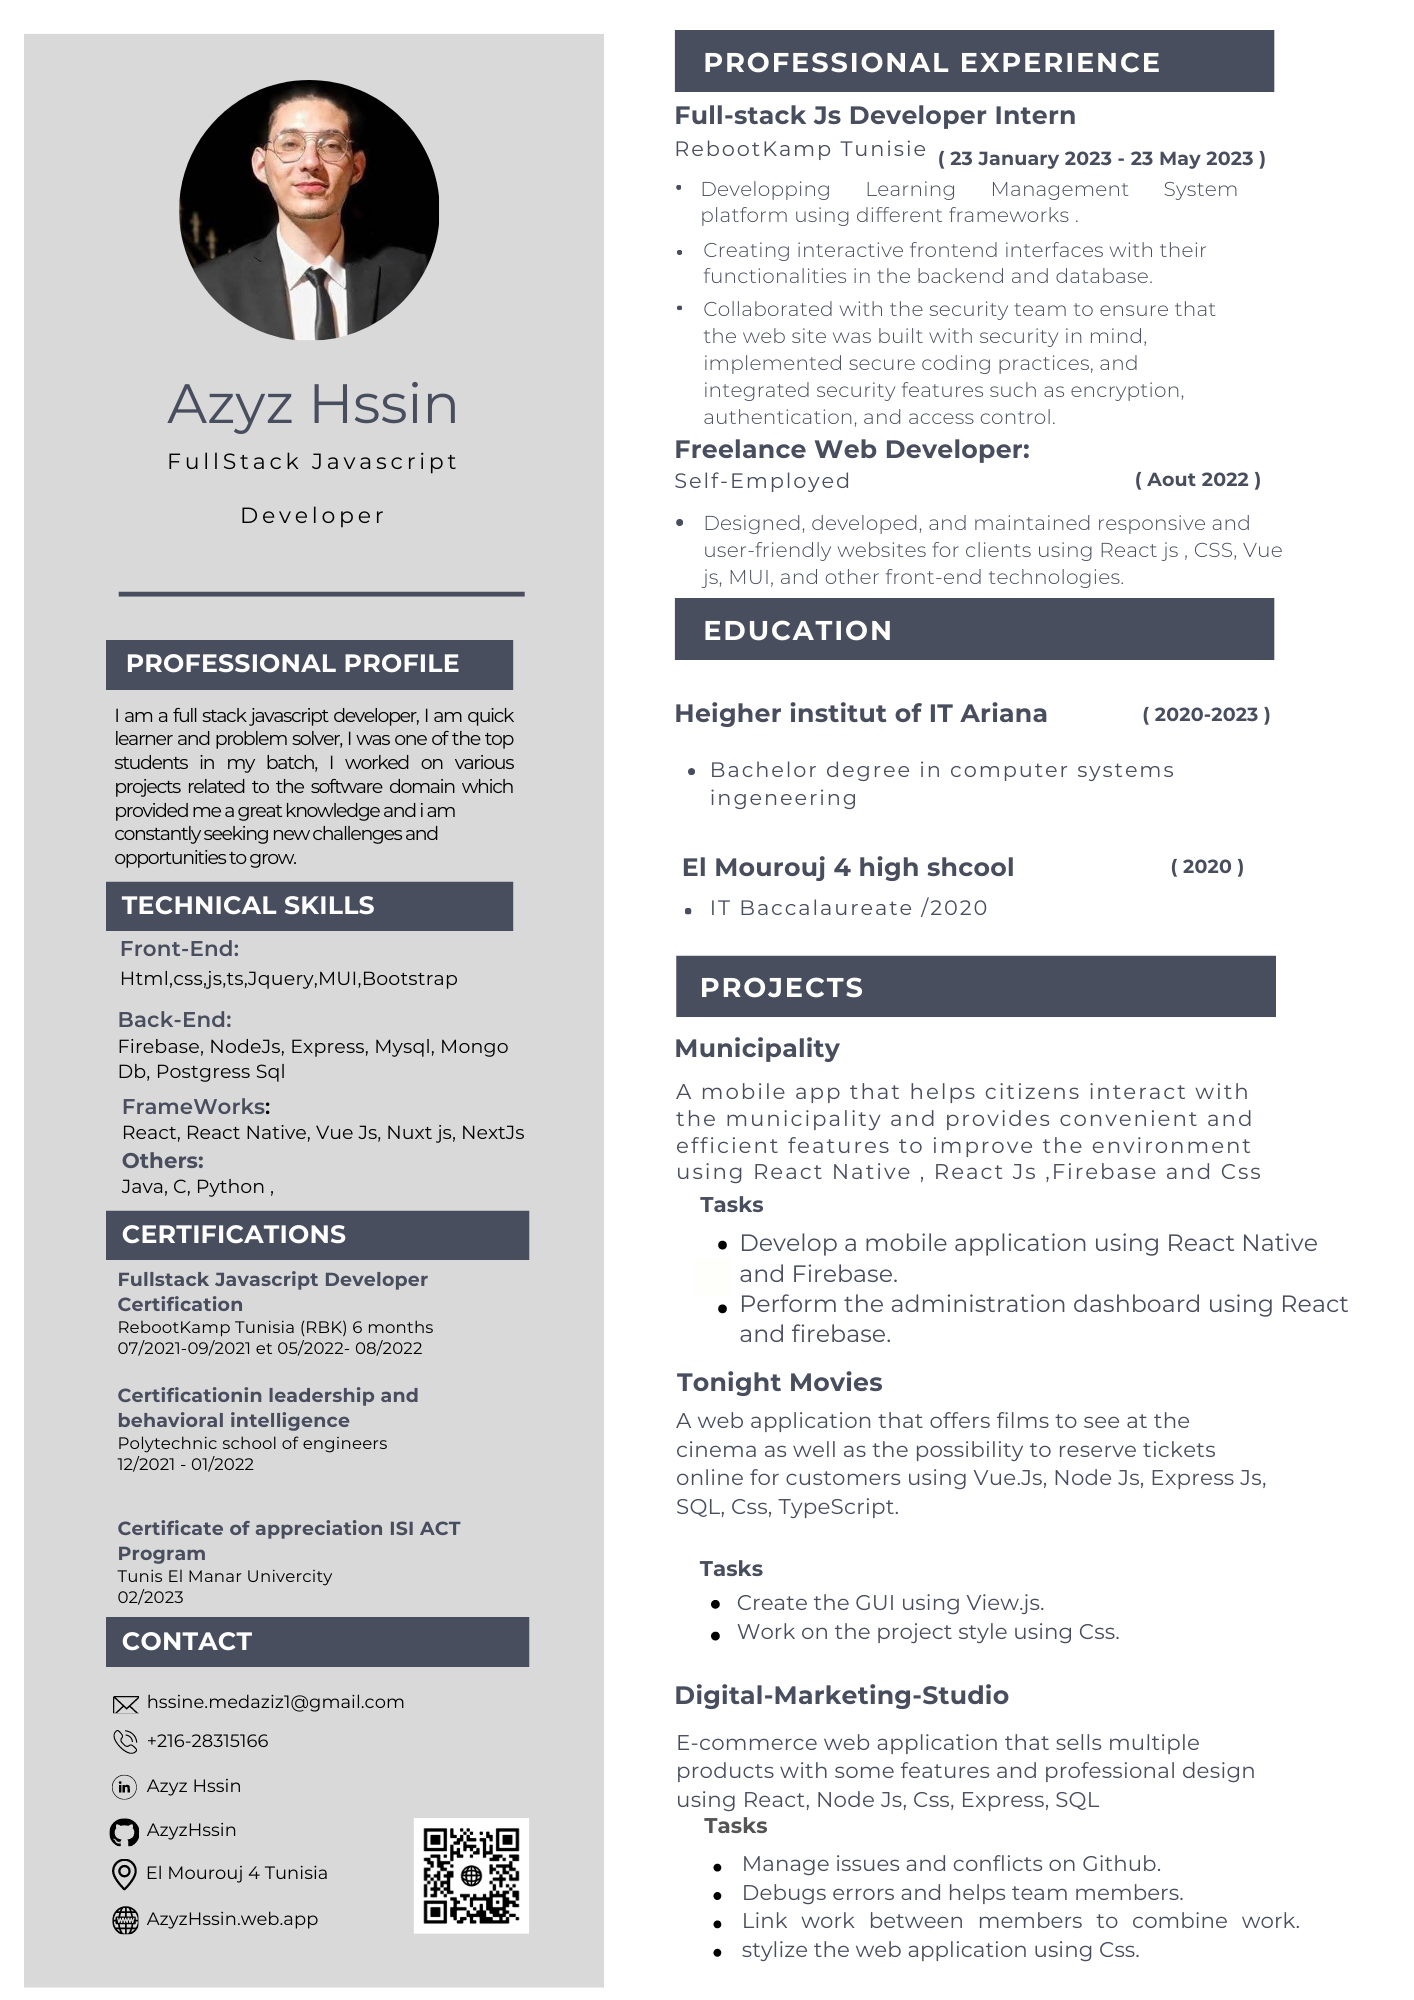 Azyz Hssin
FullStack Javascript
Developer
PROFESSIONAL PROFILE
I am a full stack javascript developer, I am quick
learner and problem solver, I was one of the top
students in my batch, I worked on various
projects related to the software domain which
provided me a great knowledge and i am
constantly seeking new challenges and
opportunities to grow.
TECHNICAL SKILLS
Front-End:
Html,css,js,ts,Jquery,MUI,Bootstrap
Back-End:
Firebase, NodeJs, Express, Mysql, Mongo
Db, Postgress Sql
FrameWorks:
React, React Native, Vue Js, Nuxt js, NextJs
Others:
Java, C, Python ,
CERTIFICATIONS
Fullstack Javascript Developer
Certification
RebootKamp Tunisia (RBK) 6 months
07/2021-09/2021 et 05/2022- 08/2022
Certificationin leadership and
behavioral intelligence
Polytechnic school of engineers
12/2021 - 01/2022
Certificate of appreciation ISI ACT
Program
Tunis El Manar Univercity
02/2023
CONTACT
hssine.medaziz1@gmail.com
+216-28315166
in Azyz Hssin
AzyzHssin
El Mourouj 4 Tunisia
AzyzHssin.web.app
PROFESSIONAL EXPERIENCE
Full-stack Js Developer Intern
RebootKamp Tunisie ( 23 January 2023 - 23 May 2023 )
• Developping Learning Management System
platform using different frameworks .
• Creating interactive frontend interfaces with their
functionalities in the backend and database.
• Collaborated with the security team to ensure that
the web site was built with security in mind,
implemented secure coding practices, and
integrated security features such as encryption,
authentication, and access control.
Freelance Web Developer:
Self-Employed ( Aout 2022 )
• Designed, developed, and maintained responsive and
user-friendly websites for clients using React js , CSS, Vue
js, MUI, and other front-end technologies.
EDUCATION
Heigher institut of IT Ariana ( 2020-2023 )
• Bachelor degree in computer systems
ingeneering
El Mourouj 4 high shcool ( 2020 )
• IT Baccalaureate /2020
PROJECTS
Municipality
A mobile app that helps citizens interact with
the municipality and provides convenient and
efficient features to improve the environment
using React Native , React Js ,Firebase and Css
Tasks
• Develop a mobile application using React Native
and Firebase.
• Perform the administration dashboard using React
and firebase.
Tonight Movies
A web application that offers films to see at the
cinema as well as the possibility to reserve tickets
online for customers using Vue.Js, Node Js, Express Js,
SQL, Css, TypeScript.
Tasks
• Create the GUI using View.js.
• Work on the project style using Css.
Digital-Marketing-Studio
E-commerce web application that sells multiple
products with some features and professional design
using React, Node Js, Css, Express, SQL
Tasks
• Manage issues and conflicts on Github.
• Debugs errors and helps team members.
• Link work between members to combine work.
• stylize the web application using Css.